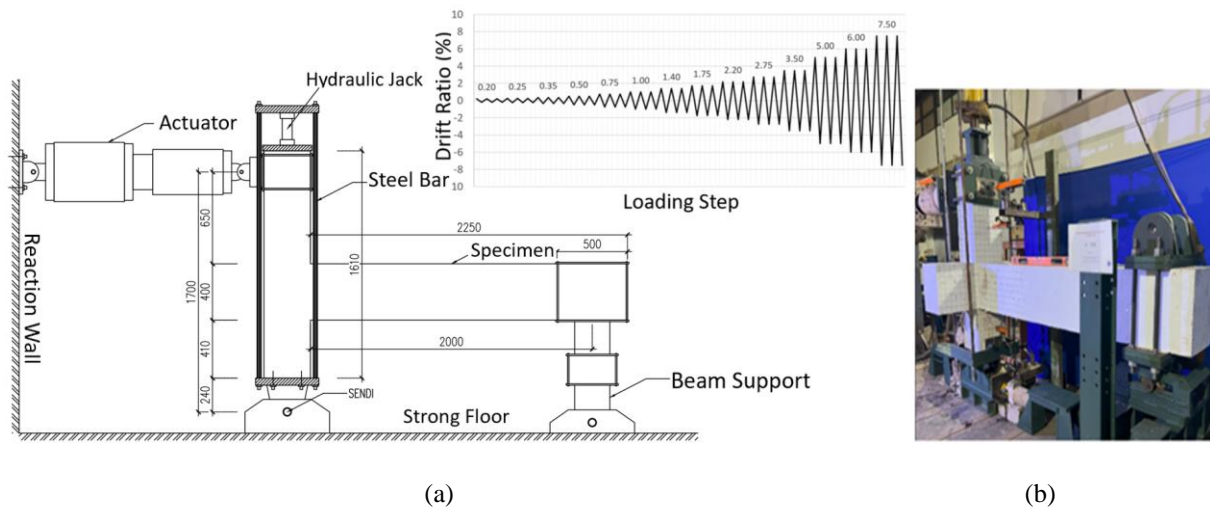 10
8
6
4
2
0
-2
-4
-6
-8
10
Drift Ratio (%)
0.20 0.25 0.35 0.50 0.75 1.00 1.40 1.75 2.20 2.75 3.50 5.00 6.00 7.50
Loading Step
Hydraulic Jack
Actuator
Steel Bar
2250
Specimen
500
650
1610
1700
400
Reaction Wall
2000
410
Beam Support
240
SENDI
Strong Floor
(a)
(b)